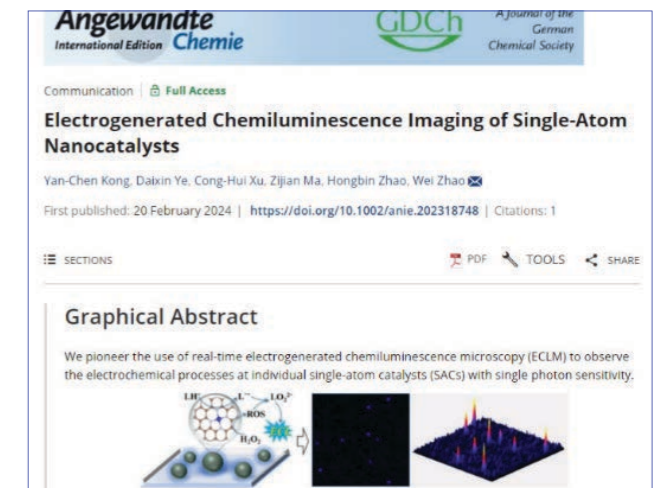 Angewandte
International Edition Chemie
GDCh
A Journal of the
German
Chemical Society
Communication | Full Access
Electrogenerated Chemiluminescence Imaging of Single-Atom
Nanocatalysts
Yan-Chen Kong, Daixin Ye, Cong-Hui Xu, Zijian Ma, Hongbin Zhao, Wei Zhao
First published: 20 February 2024 | https://doi.org/10.1002/anie.202318748 | Citations: 1
SECTIONS
PDF TOOLS SHARE
Graphical Abstract
We pioneer the use of real-time electrogenerated chemiluminescence microscopy (ECLM) to observe
the electrochemical processes at individual single-atom catalysts (SACs) with single photon sensitivity.
LH⁻ L·⁻ LO₂²⁻
ROS
H₂O₂